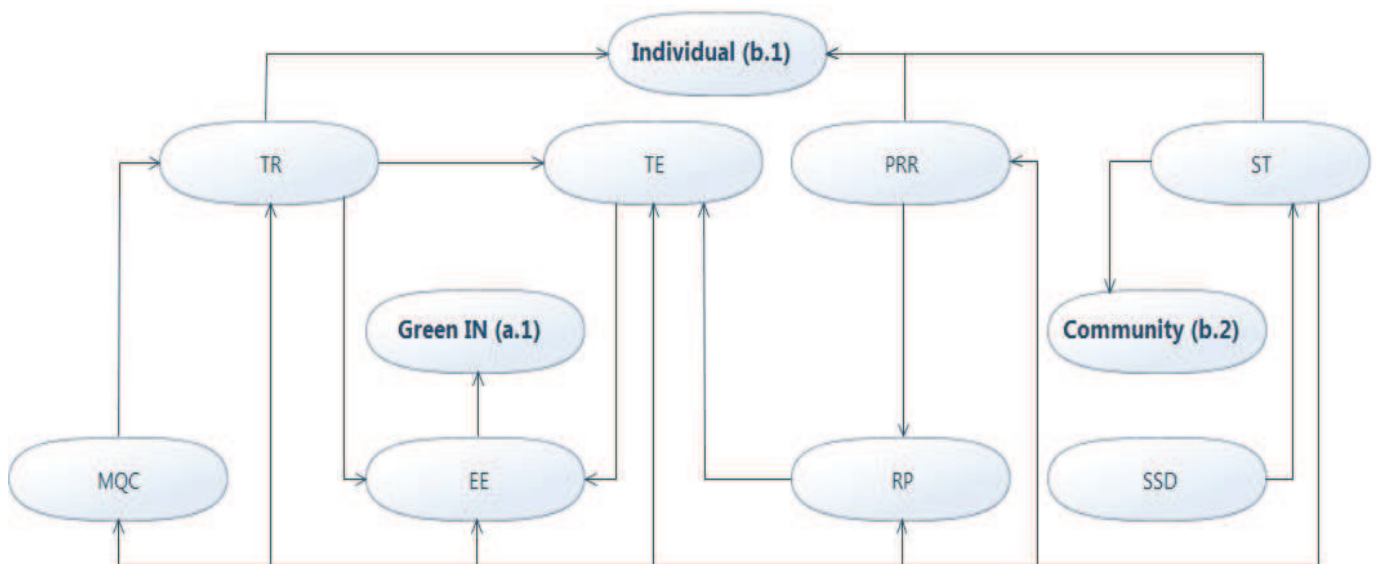 Individual (b.1)
TR
TE
PRR
ST
Green IN (a.1)
Community (b.2)
MQC
EE
RP
SSD